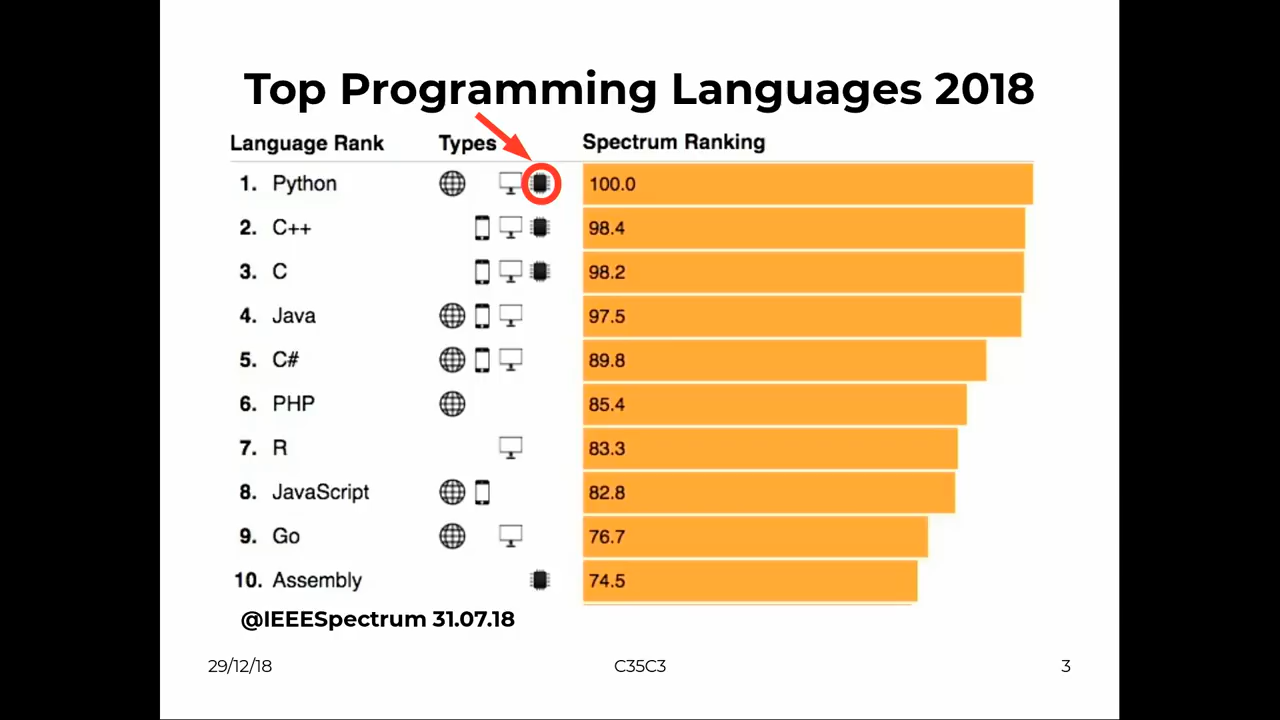 Top Programming Languages 2018
Language Rank Types Spectrum Ranking
1. Python 100.0
2. C++ 98.4
3. C 98.2
4. Java 97.5
5. C# 89.8
6. PHP 85.4
7. R 83.3
8. JavaScript 82.8
9. Go 76.7
10. Assembly 74.5
@IEEESpectrum 31.07.18
29/12/18 C35C3 3